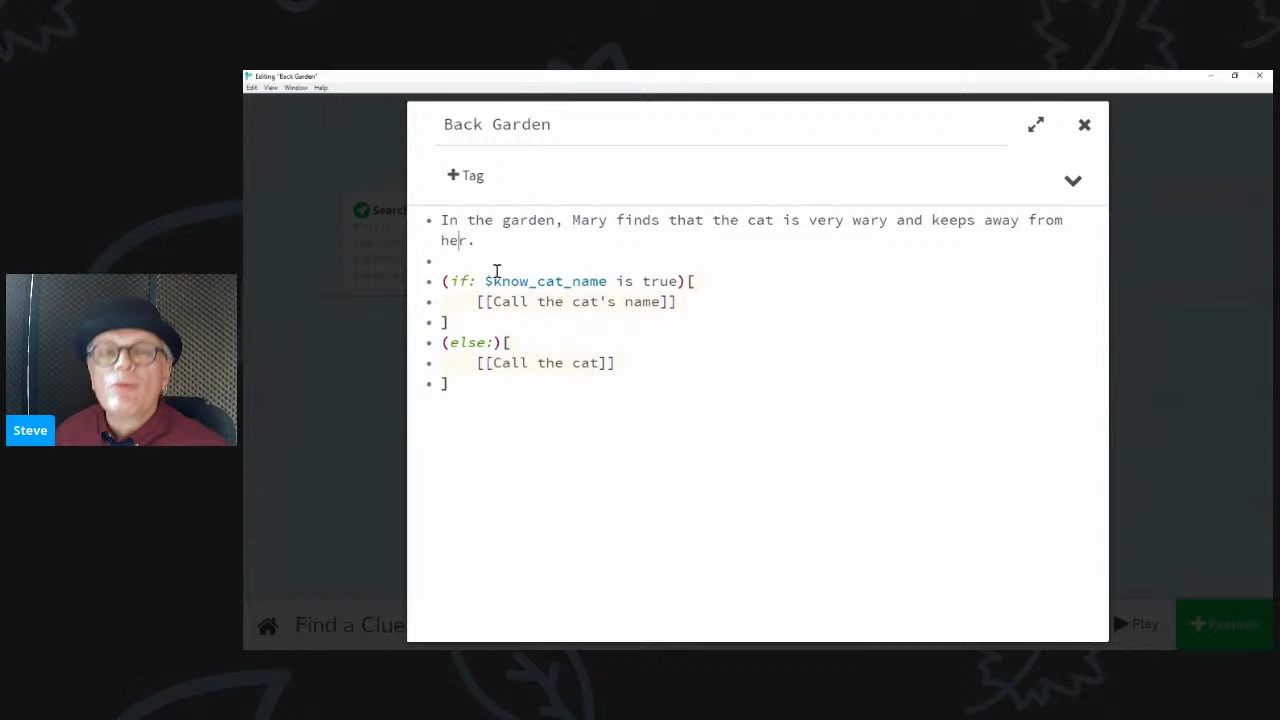 Editing "Back Garden"
Edit View Window Help
Back Garden
+ Tag
Search
In the garden, Mary finds that the cat is very wary and keeps away from
her.
(if: $know_cat_name is true)[
[[Call the cat's name]]
]
(else:)[
[[Call the cat]]
]
Steve
Find a Clue
Play
+ Passage